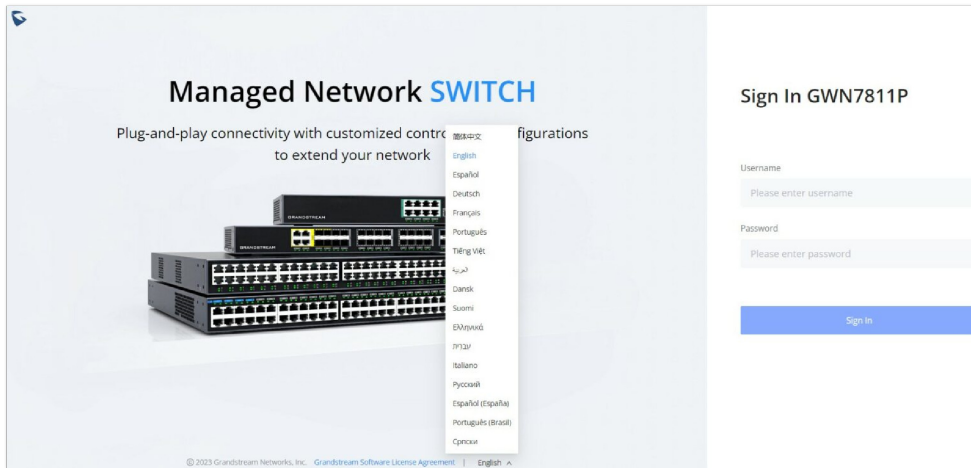 Managed Network SWITCH
Plug-and-play connectivity with customized contro figurations
to extend your network
GRANDSTREAM
GRANDSTREAM
简体中文
English
Español
Deutsch
Français
Português
Tiếng Việt
العربية
Dansk
Suomi
Ελληνικά
עברית
Italiano
Русский
Español (España)
Português (Brasil)
Српски
© 2023 Grandstream Networks, Inc. Grandstream Software License Agreement | English
Sign In GWN7811P
Username
Please enter username
Password
Please enter password
Sign In